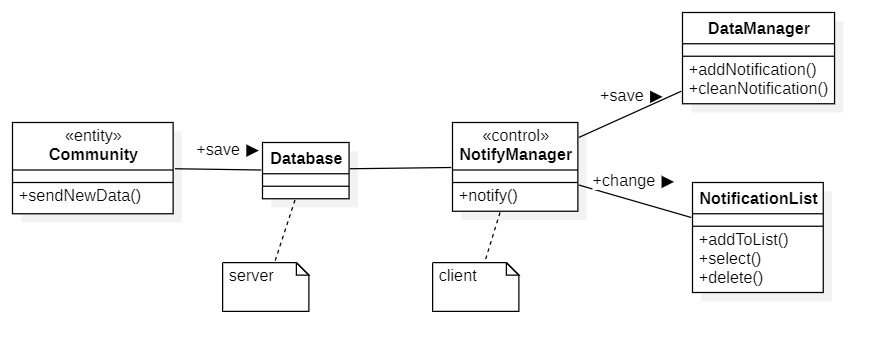 DataManager
+addNotification()
+cleanNotification()
+save ▶
«entity»
Community
+sendNewData()
+save ▶
Database
«control»
NotifyManager
+notify()
+change ▶
NotificationList
+addToList()
+select()
+delete()
server
client